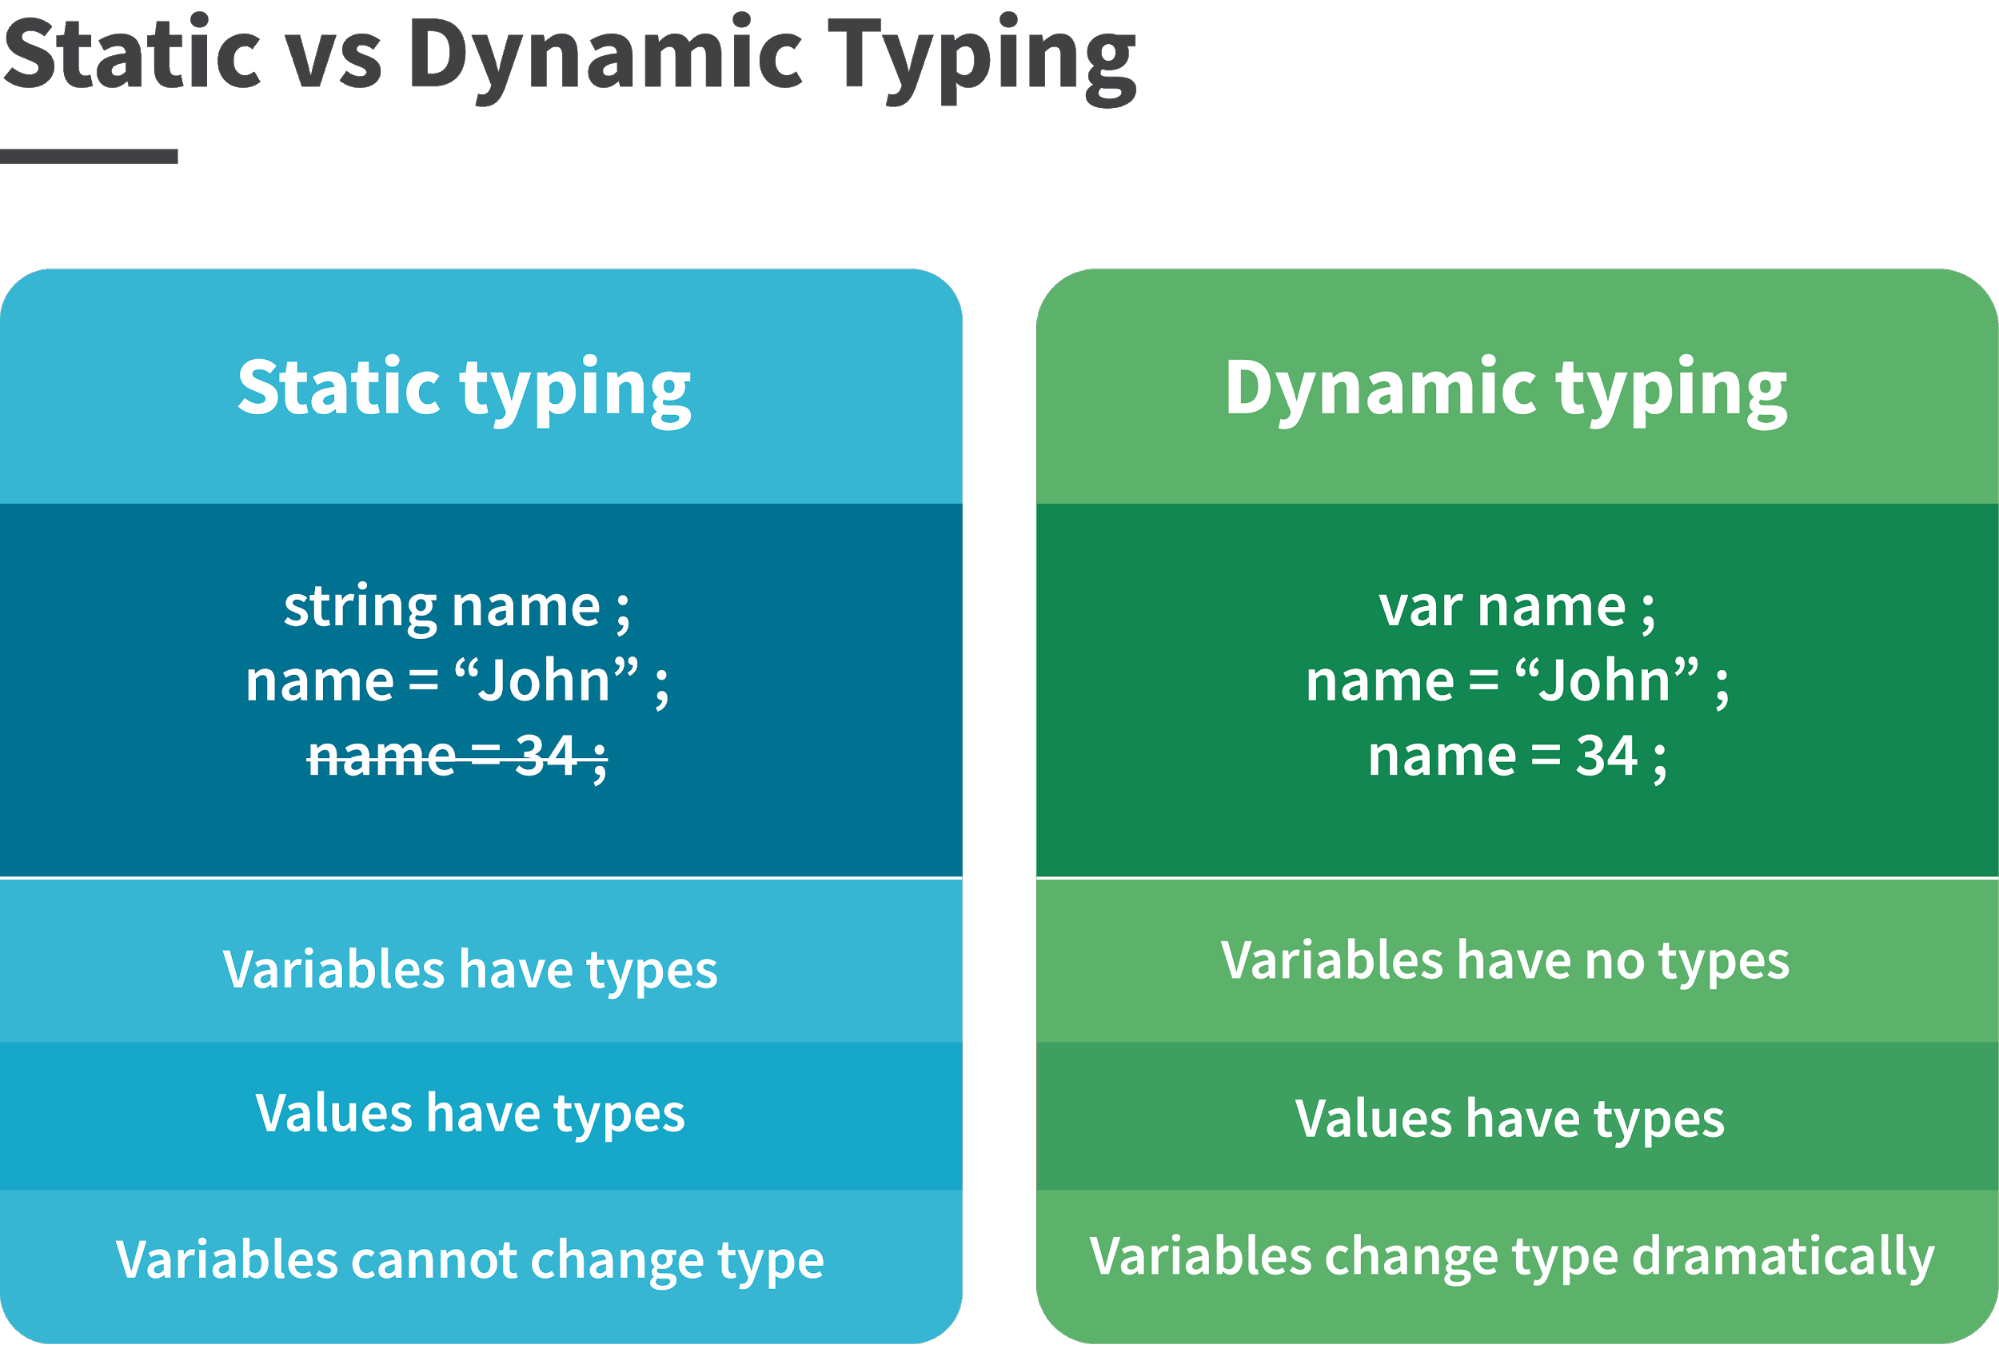 Static vs Dynamic Typing
Static typing
string name ;
name = “John” ;
name = 34 ;
Variables have types
Values have types
Variables cannot change type
Dynamic typing
var name ;
name = “John” ;
name = 34 ;
Variables have no types
Values have types
Variables change type dramatically